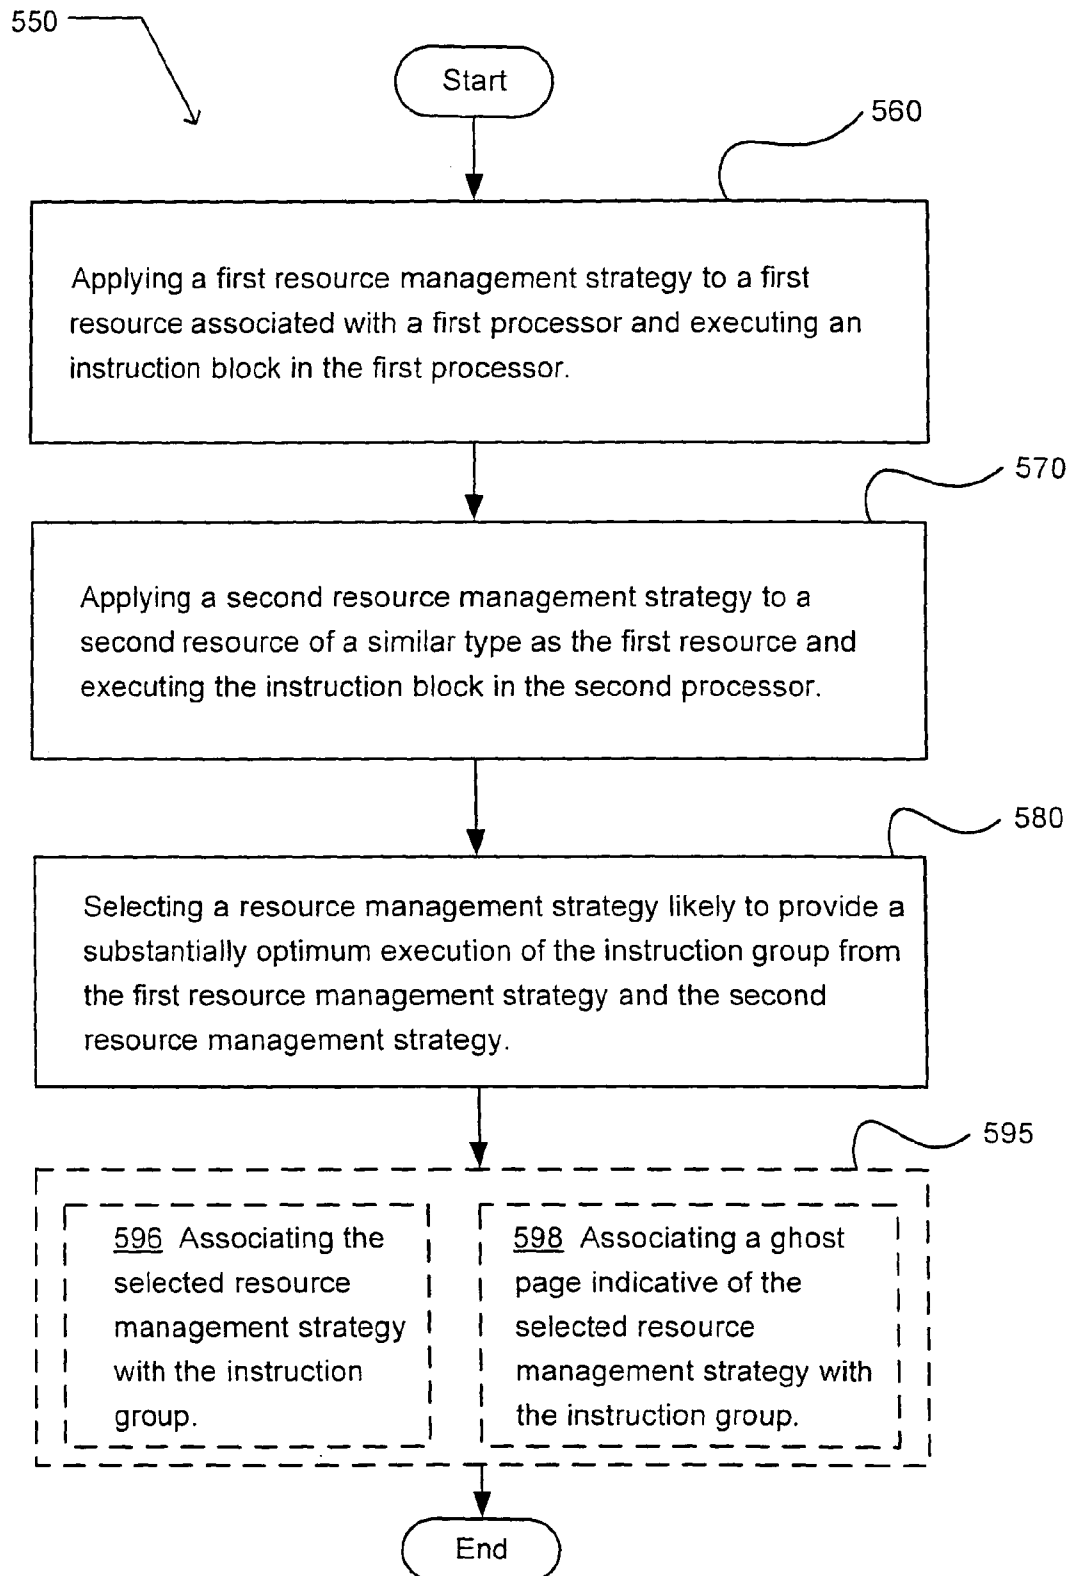 550
Start
560
Applying a first resource management strategy to a first
resource associated with a first processor and executing an
instruction block in the first processor.
570
Applying a second resource management strategy to a
second resource of a similar type as the first resource and
executing the instruction block in the second processor.
580
Selecting a resource management strategy likely to provide a
substantially optimum execution of the instruction group from
the first resource management strategy and the second
resource management strategy.
595
596 Associating the
selected resource
management strategy
with the instruction
group.
598 Associating a ghost
page indicative of the
selected resource
management strategy with
the instruction group.
End